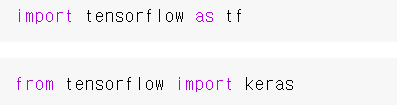 import tensorflow as tf
from tensorflow import keras